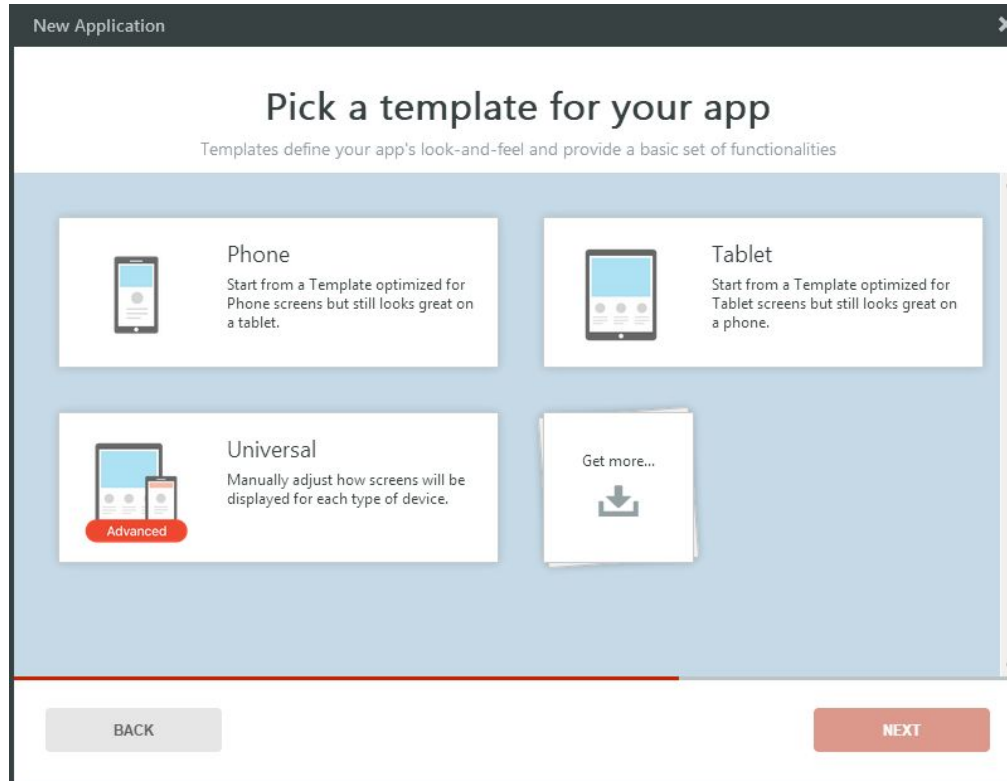 New Application
Pick a template for your app
Templates define your app's look-and-feel and provide a basic set of functionalities
Phone
Start from a Template optimized for
Phone screens but still looks great on
a tablet.
Tablet
Start from a Template optimized for
Tablet screens but still looks great on
a phone.
Universal
Manually adjust how screens will be
displayed for each type of device.
Advanced
Get more...
BACK
NEXT